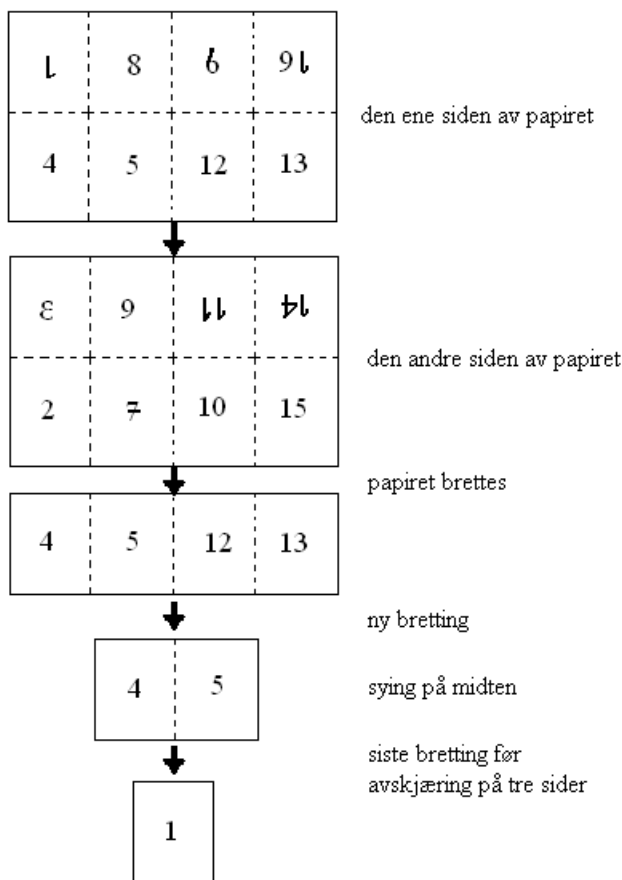 1 8 9 16
den ene siden av papiret
4 5 12 13
3 6 11 14
den andre siden av papiret
2 7 10 15
papiret brettes
4 5 12 13
ny bretting
4 5
sying på midten
siste bretting før
avskjæring på tre sider
1